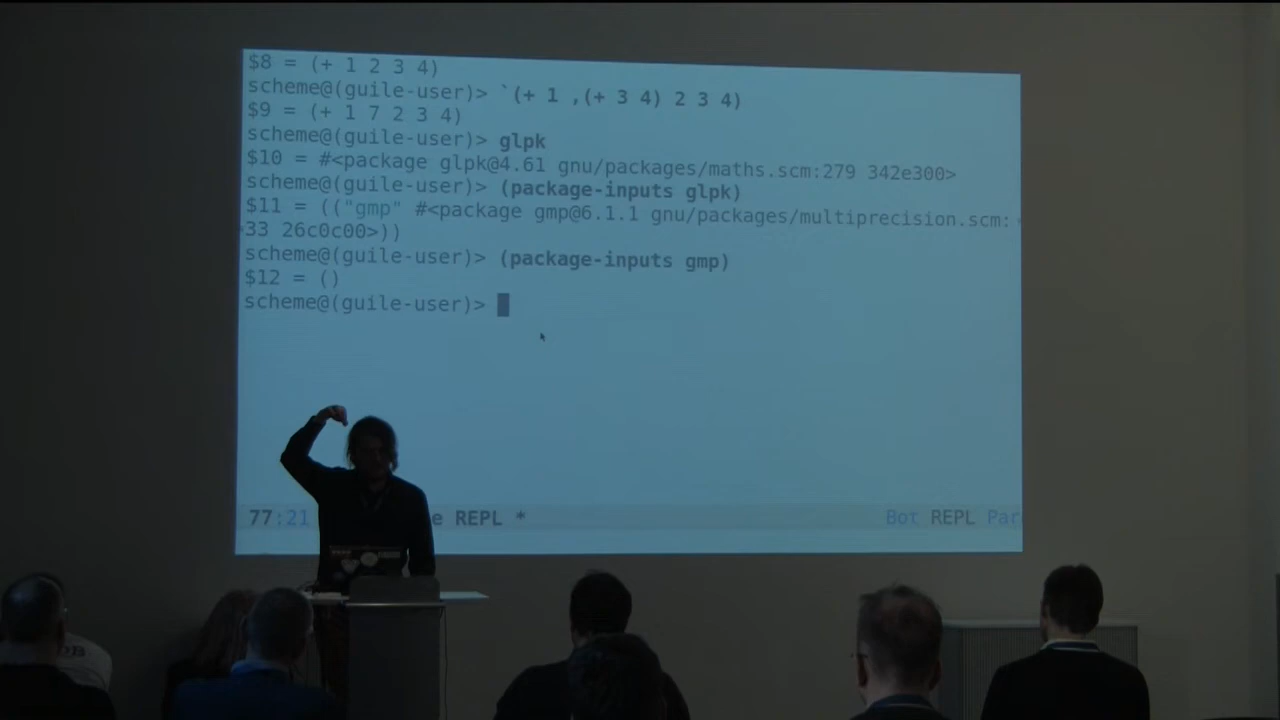 $8 = (+ 1 2 3 4)
scheme@(guile-user)> `(+ 1 ,(+ 3 4) 2 3 4)
$9 = (+ 1 7 2 3 4)
scheme@(guile-user)> glpk
$10 = #<package glpk@4.61 gnu/packages/maths.scm:279 342e300>
scheme@(guile-user)> (package-inputs glpk)
$11 = (("gmp" #<package gmp@6.1.1 gnu/packages/multiprecision.scm:
33 26c0c00>))
scheme@(guile-user)> (package-inputs gmp)
$12 = ()
scheme@(guile-user)>
77:21 e REPL * Bot REPL Par